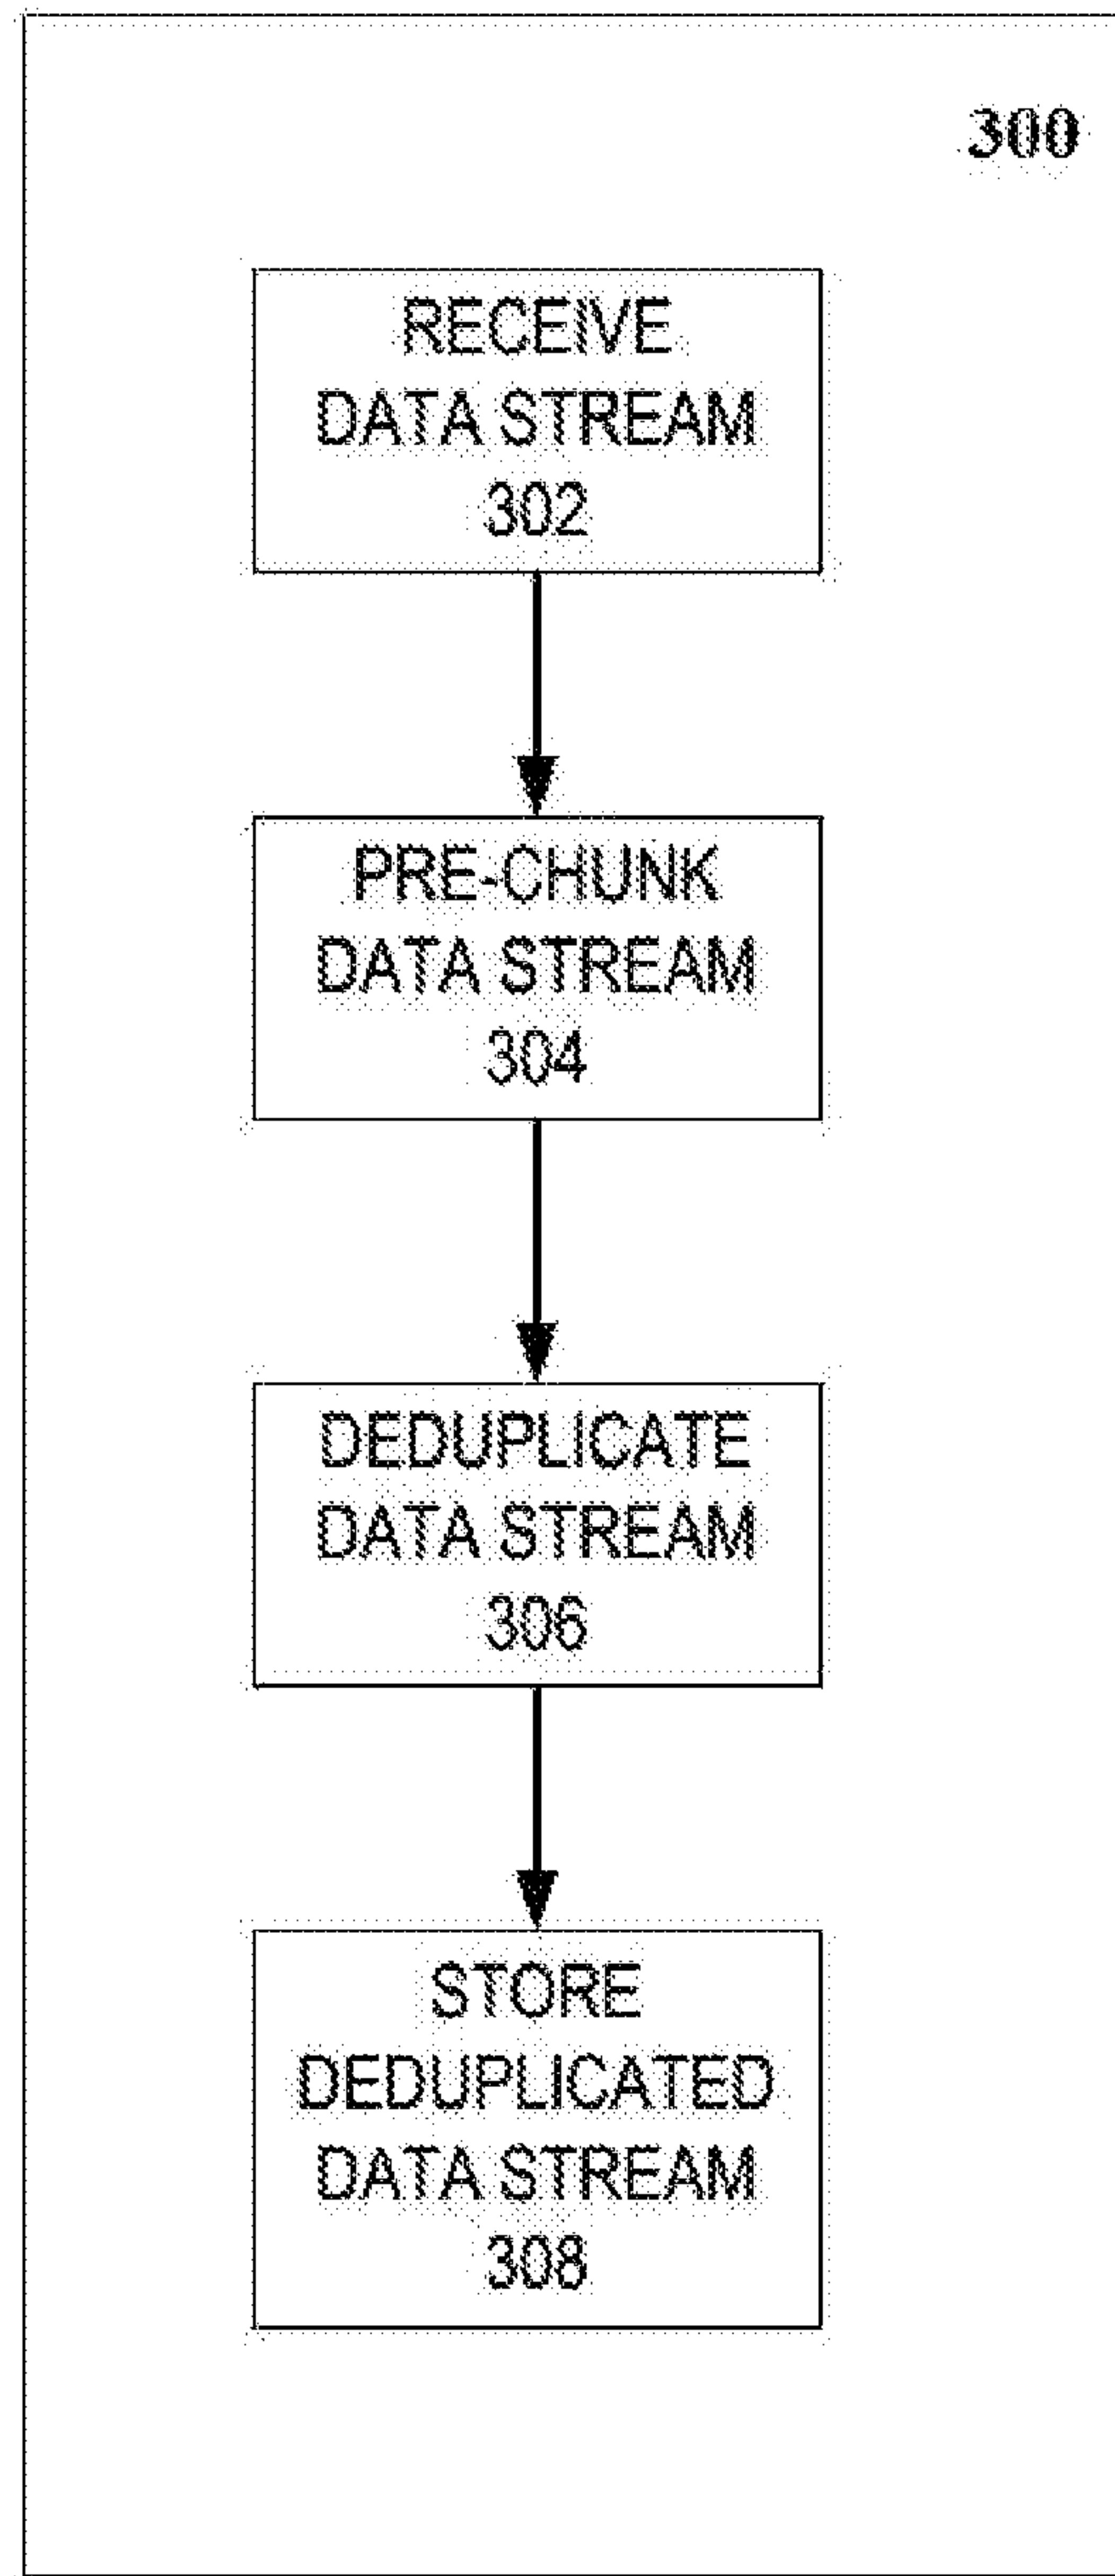 300
RECEIVE
DATA STREAM
302
PRE-CHUNK
DATA STREAM
304
DEDUPLICATE
DATA STREAM
306
STORE
DEDUPLICATED
DATA STREAM
308